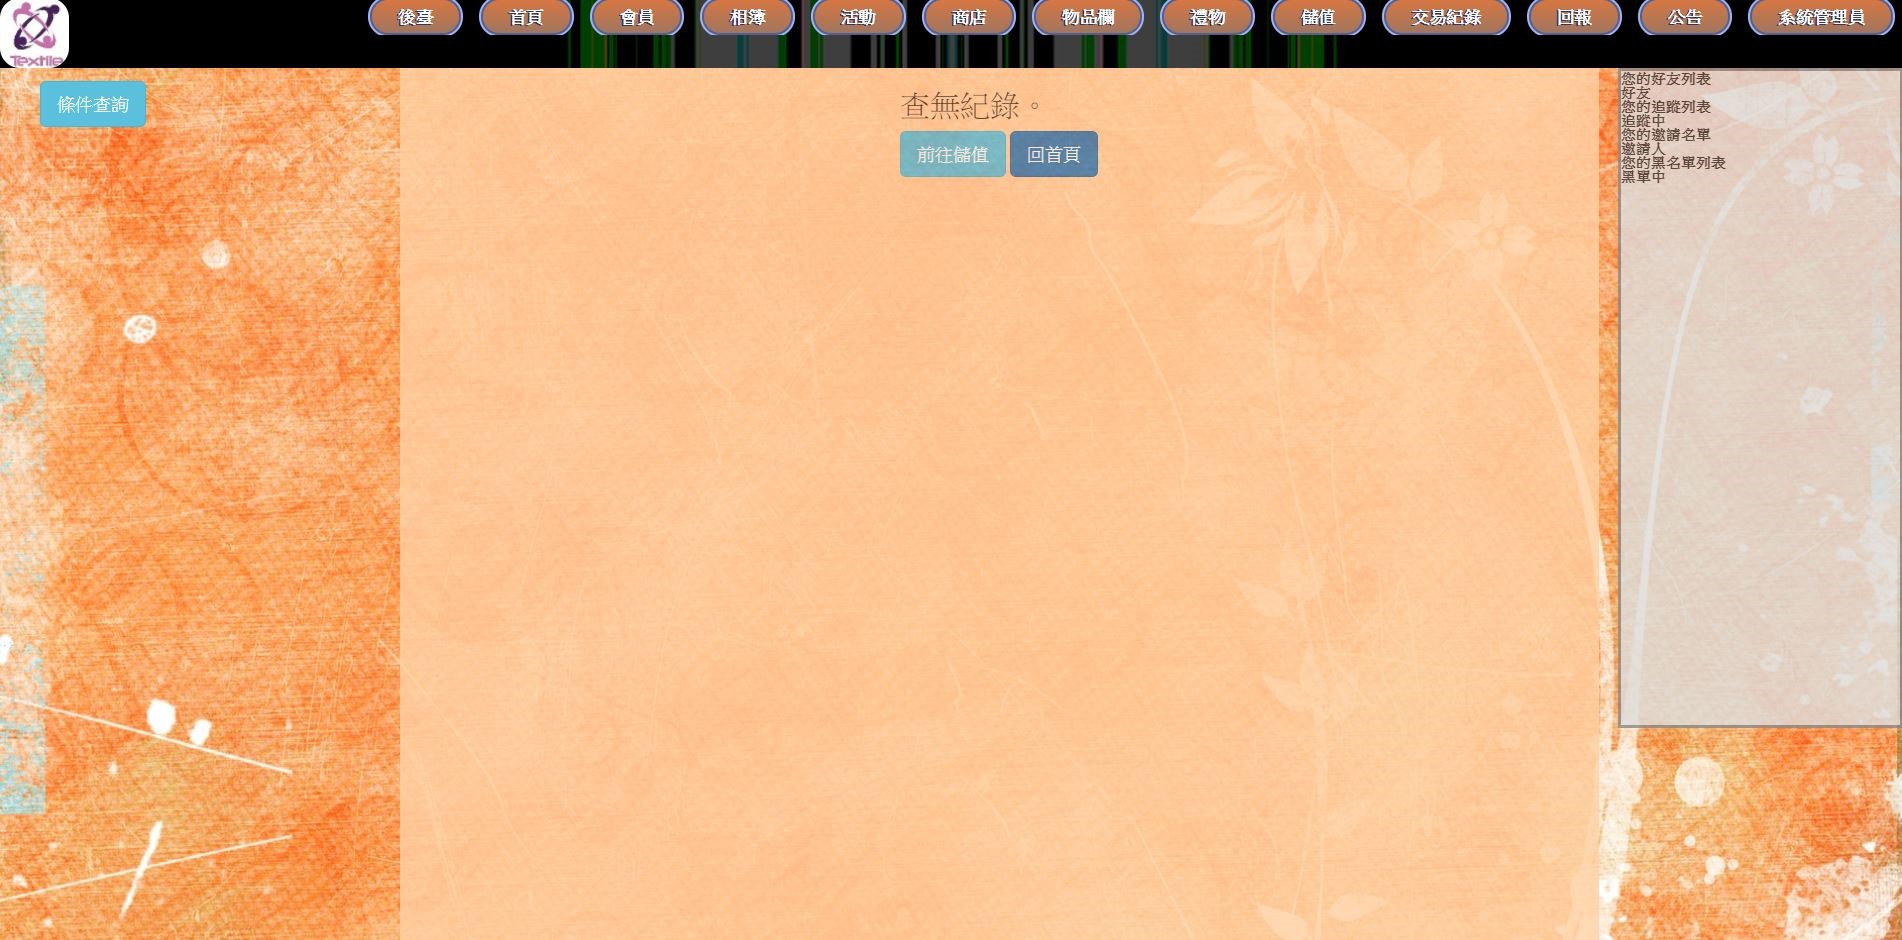 Textile
後臺 首頁 會員 相簿 活動 商店 物品欄 禮物 儲值 交易紀錄 回報 公告 系統管理員
條件查詢
查無紀錄。
前往儲值 回首頁
您的好友列表
好友
您的追蹤列表
追蹤中
您的邀請名單
邀請人
您的黑名單列表
黑單中